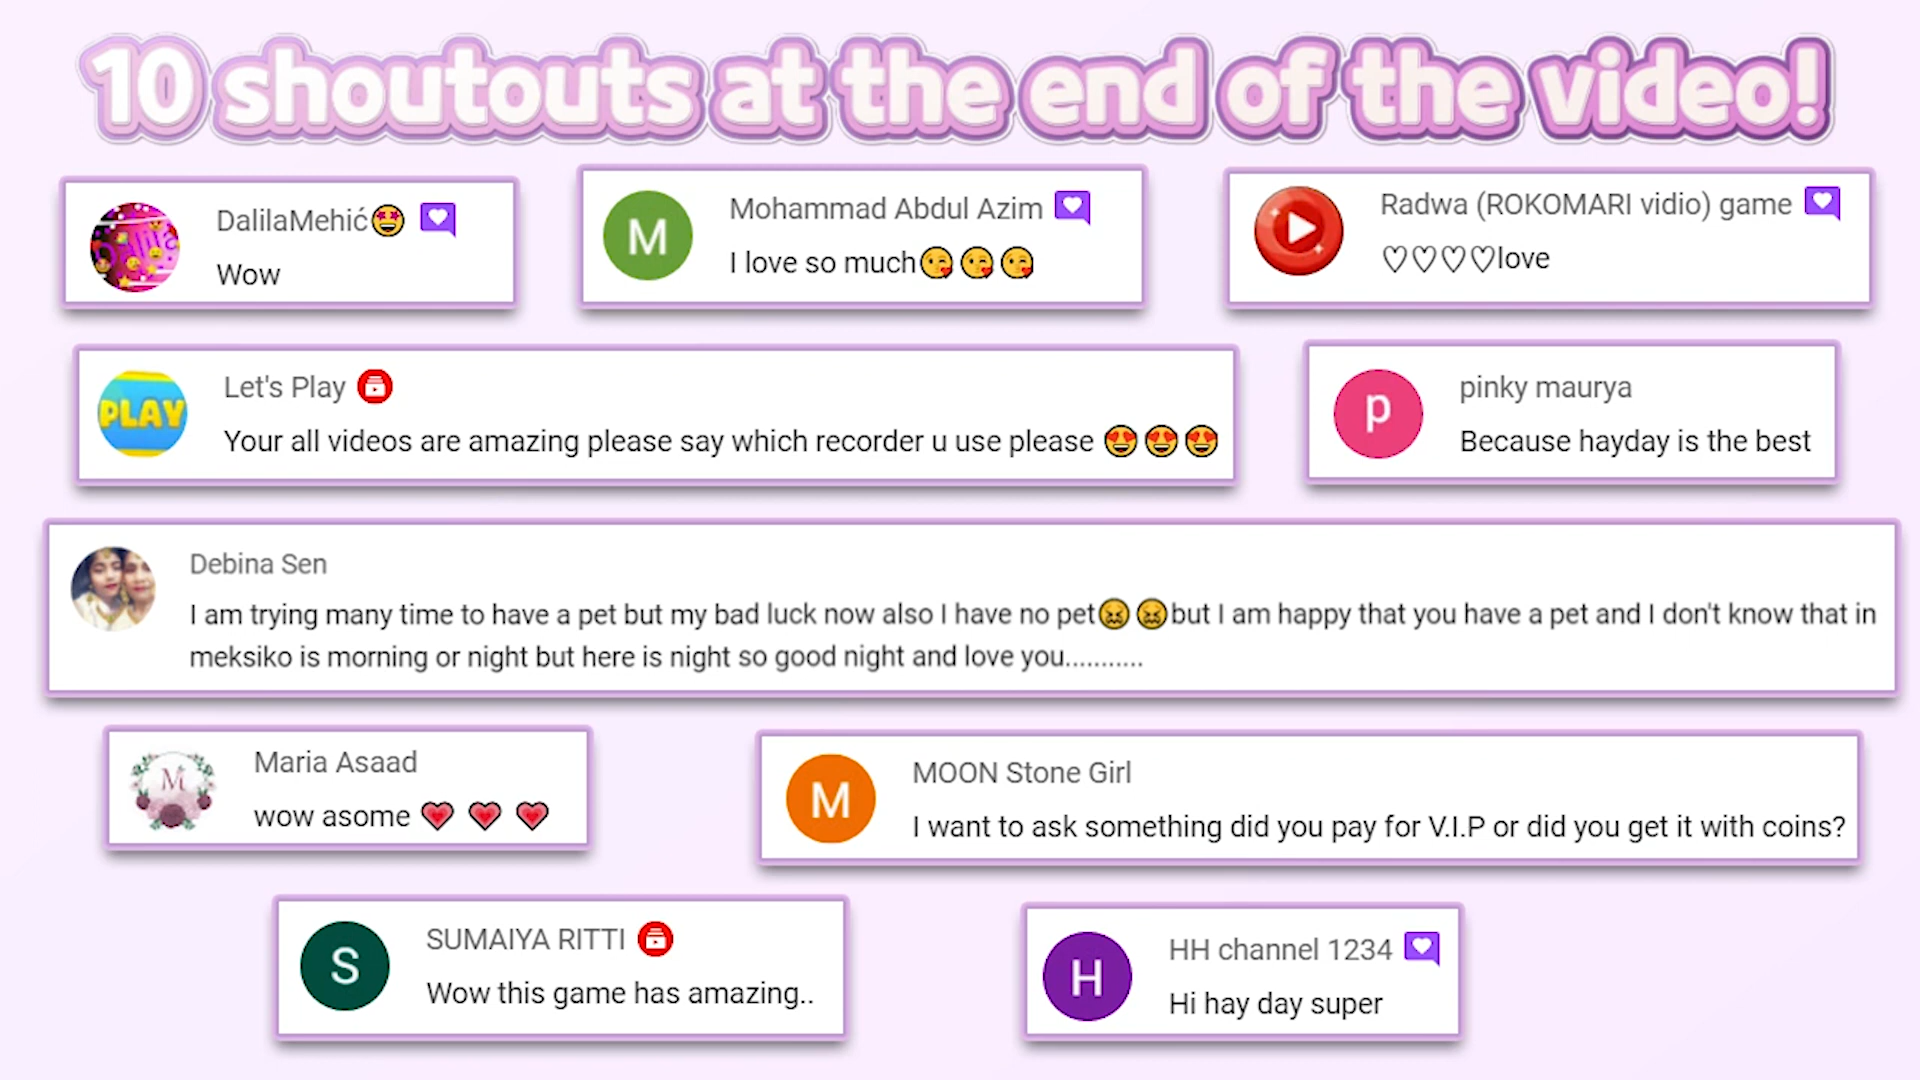 10 shoutouts at the end of the video!
DalilaMehić🤩
Wow
M
Mohammad Abdul Azim
I love so much😘😘😘
Radwa (ROKOMARI vidio) game
♡♡♡♡love
PLAY
Let's Play
Your all videos are amazing please say which recorder u use please 😍😍😍
p
pinky maurya
Because hayday is the best
Debina Sen
I am trying many time to have a pet but my bad luck now also I have no pet😖😖but I am happy that you have a pet and I don't know that in
meksiko is morning or night but here is night so good night and love you...........
M
Maria Asaad
wow asome 💗 💗 💗
M
MOON Stone Girl
I want to ask something did you pay for V.I.P or did you get it with coins?
S
SUMAIYA RITTI
Wow this game has amazing..
H
HH channel 1234
Hi hay day super